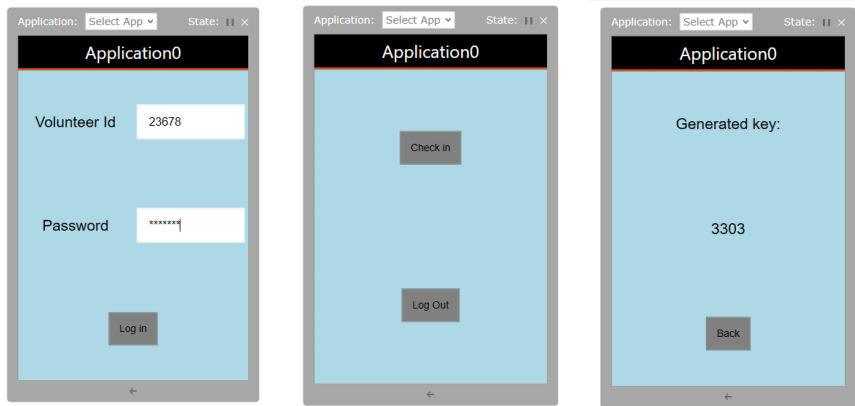 Application: Select App State:
Application0
Volunteer Id 23678
Password *******
Log in
Application: Select App State:
Application0
Check in
Log Out
Application: Select App State:
Application0
Generated key:
3303
Back